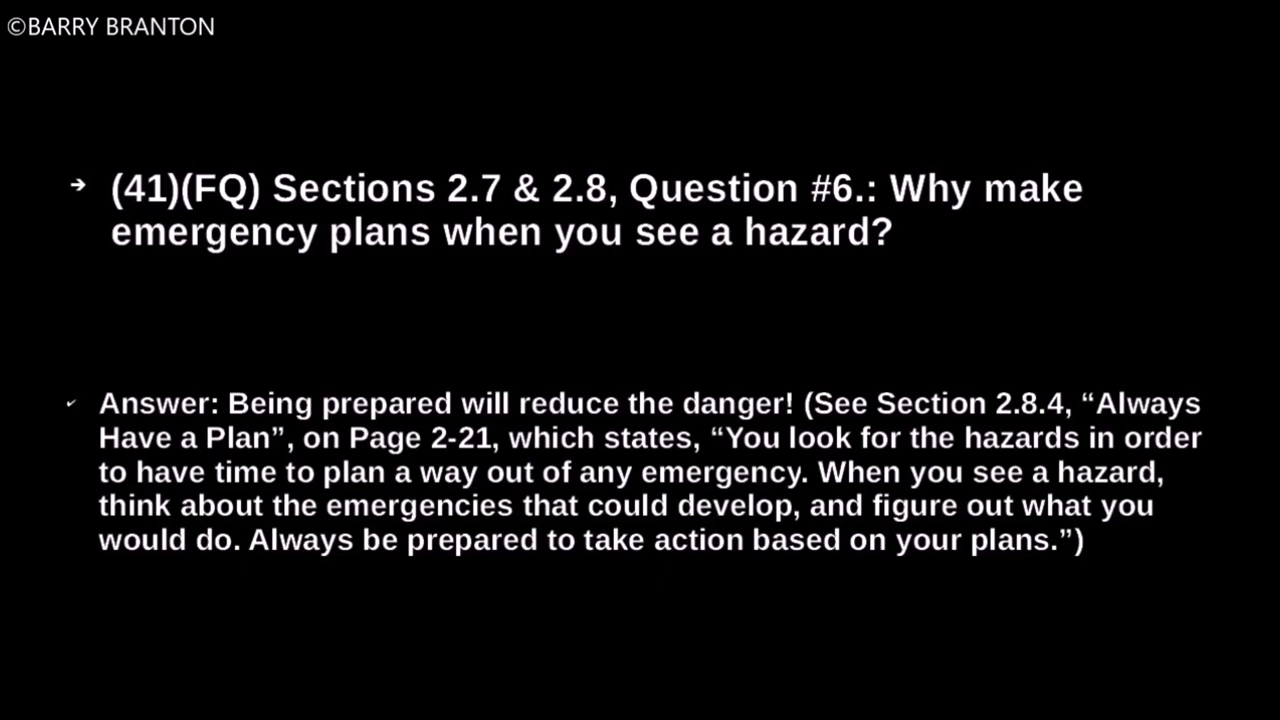 ©BARRY BRANTON
➔ (41)(FQ) Sections 2.7 & 2.8, Question #6.: Why make
emergency plans when you see a hazard?
✔ Answer: Being prepared will reduce the danger! (See Section 2.8.4, “Always
Have a Plan”, on Page 2-21, which states, “You look for the hazards in order
to have time to plan a way out of any emergency. When you see a hazard,
think about the emergencies that could develop, and figure out what you
would do. Always be prepared to take action based on your plans.”)